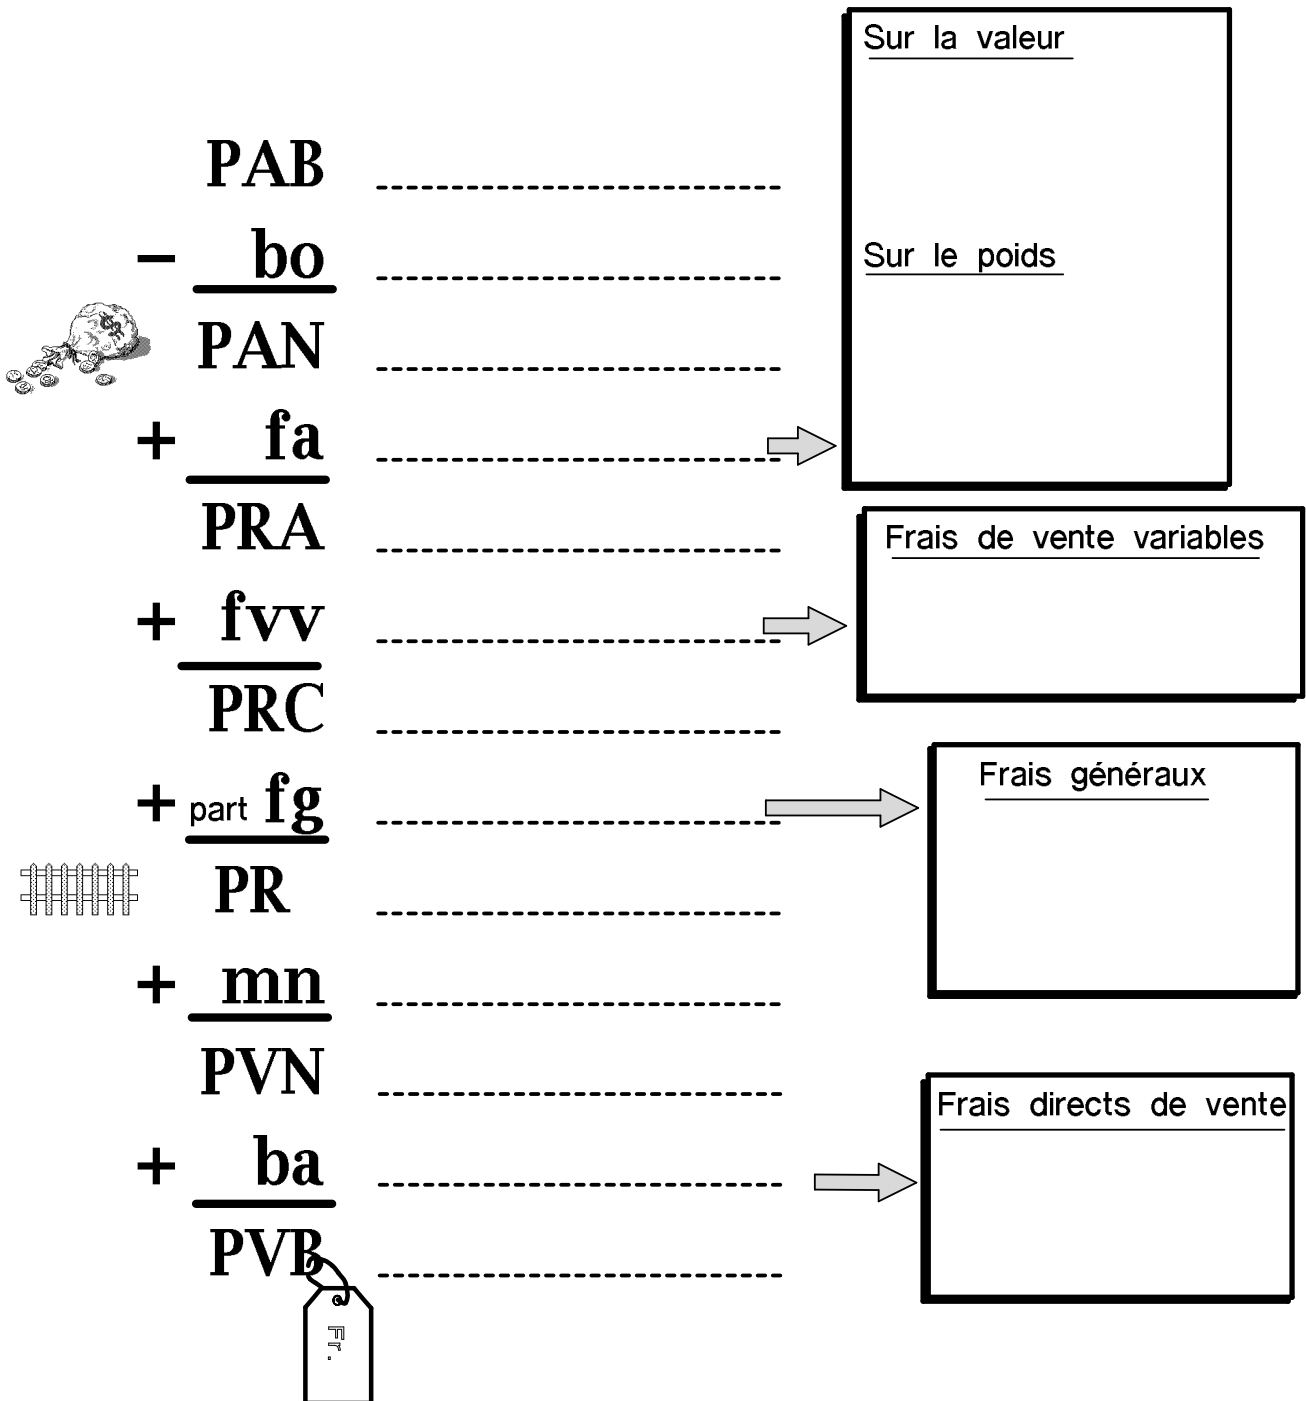 Sur la valeur
PAB
– bo
Sur le poids
PAN
+ fa
PRA
Frais de vente variables
+ fvv
PRC
Frais généraux
+ part fg
PR
+ mn
PVN
Frais directs de vente
+ ba
PVB
Fr.